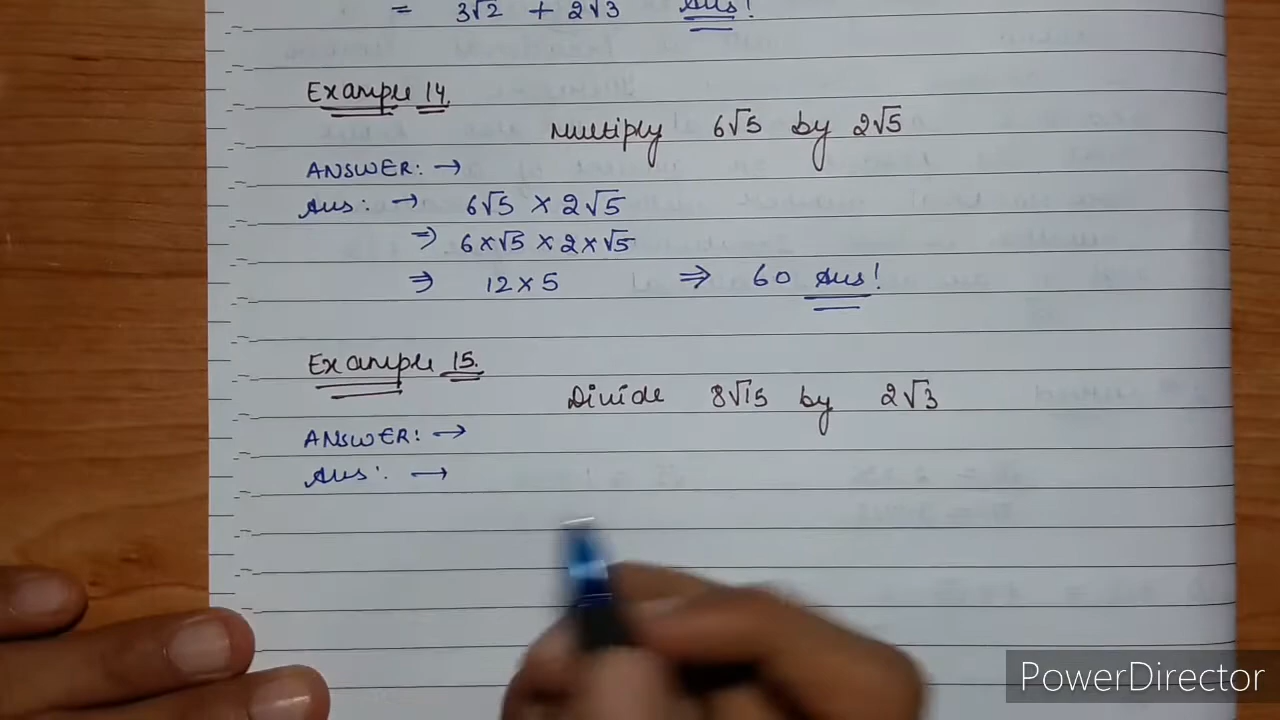 = 3√2 + 2√3 Ans!
Example 14.
Multiply 6√5 by 2√5
ANSWER: →
Ans: → 6√5 × 2√5
⇒ 6×√5 × 2×√5
⇒ 12×5 ⇒ 60 Ans!
Example 15.
Divide 8√15 by 2√3
ANSWER: →
Ans: →
PowerDirector